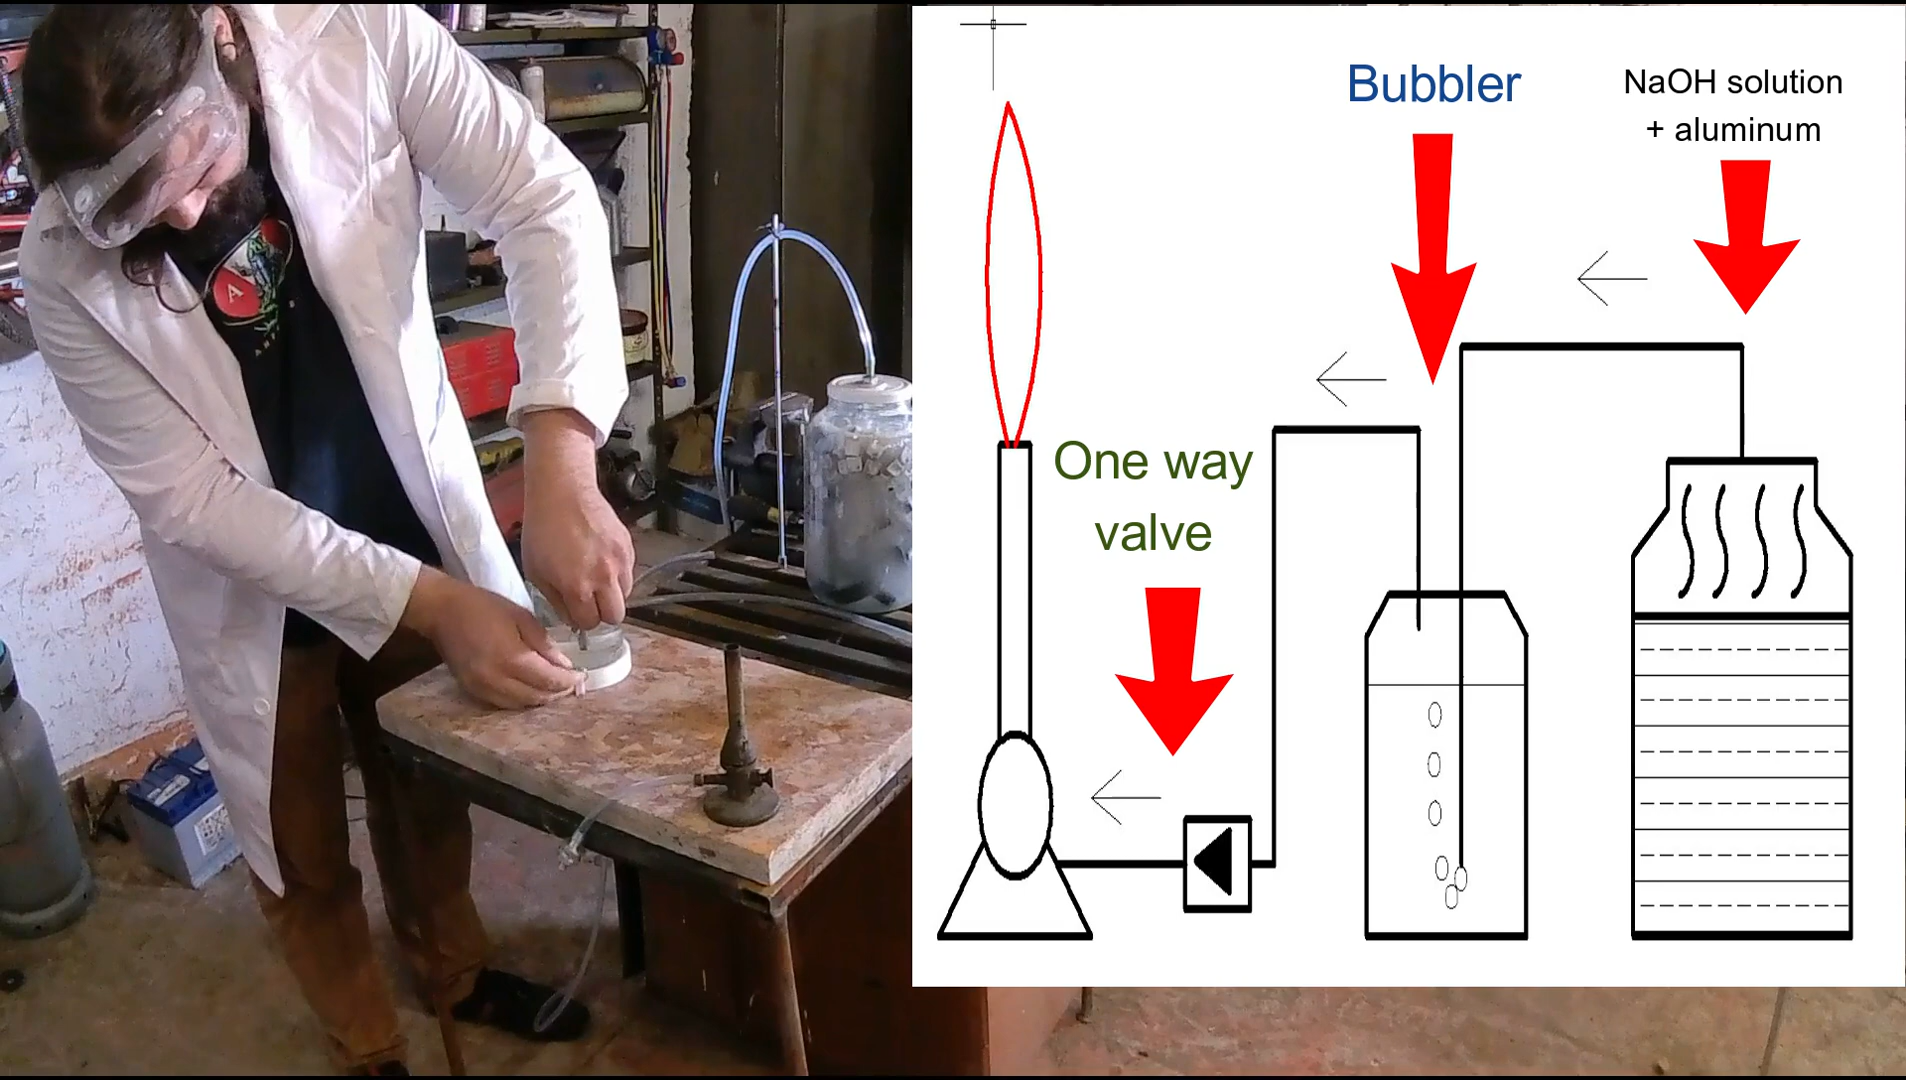 Bubbler
NaOH solution
+ aluminum
One way
valve
A